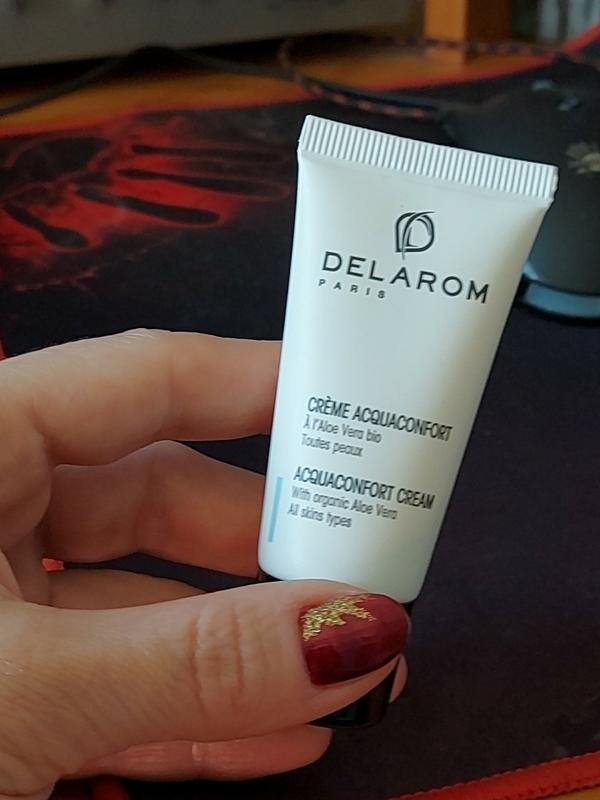 DELAROM
PARIS
CRÈME ACQUACONFORT
À l'Aloe Vera bio
Toutes peaux
ACQUACONFORT CREAM
With organic Aloe Vera
All skins types